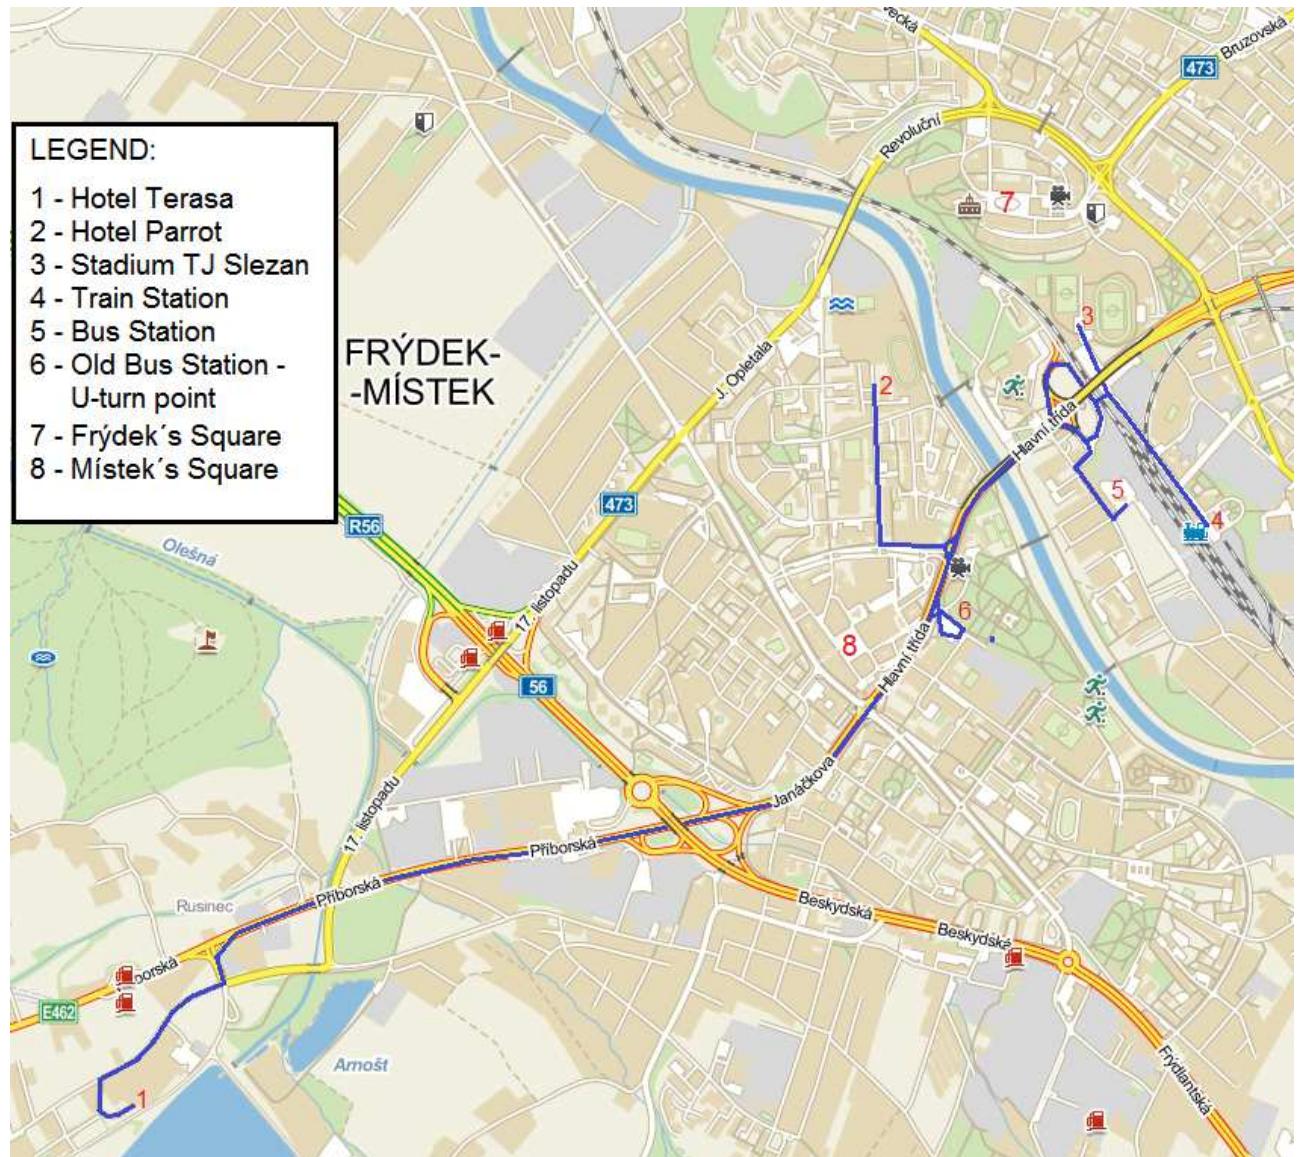 LEGEND:
1 - Hotel Terasa
2 - Hotel Parrot
3 - Stadium TJ Slezan
4 - Train Station
5 - Bus Station
6 - Old Bus Station -
U-turn point
7 - Frýdek´s Square
8 - Místek´s Square
473
Bruzovská
Revoluční
7
3
FRÝDEK-
-MÍSTEK
J. Opletala
2
Hlavní třída
5
4
473
R56
Olešná
17. listopadu
6
8
Hlavní třída
56
Janáčkova
17. listopadu
Příborská
Příborská
Rusinec
Beskydská
Beskydská
E462
Arnošt
1
Frýdlantská